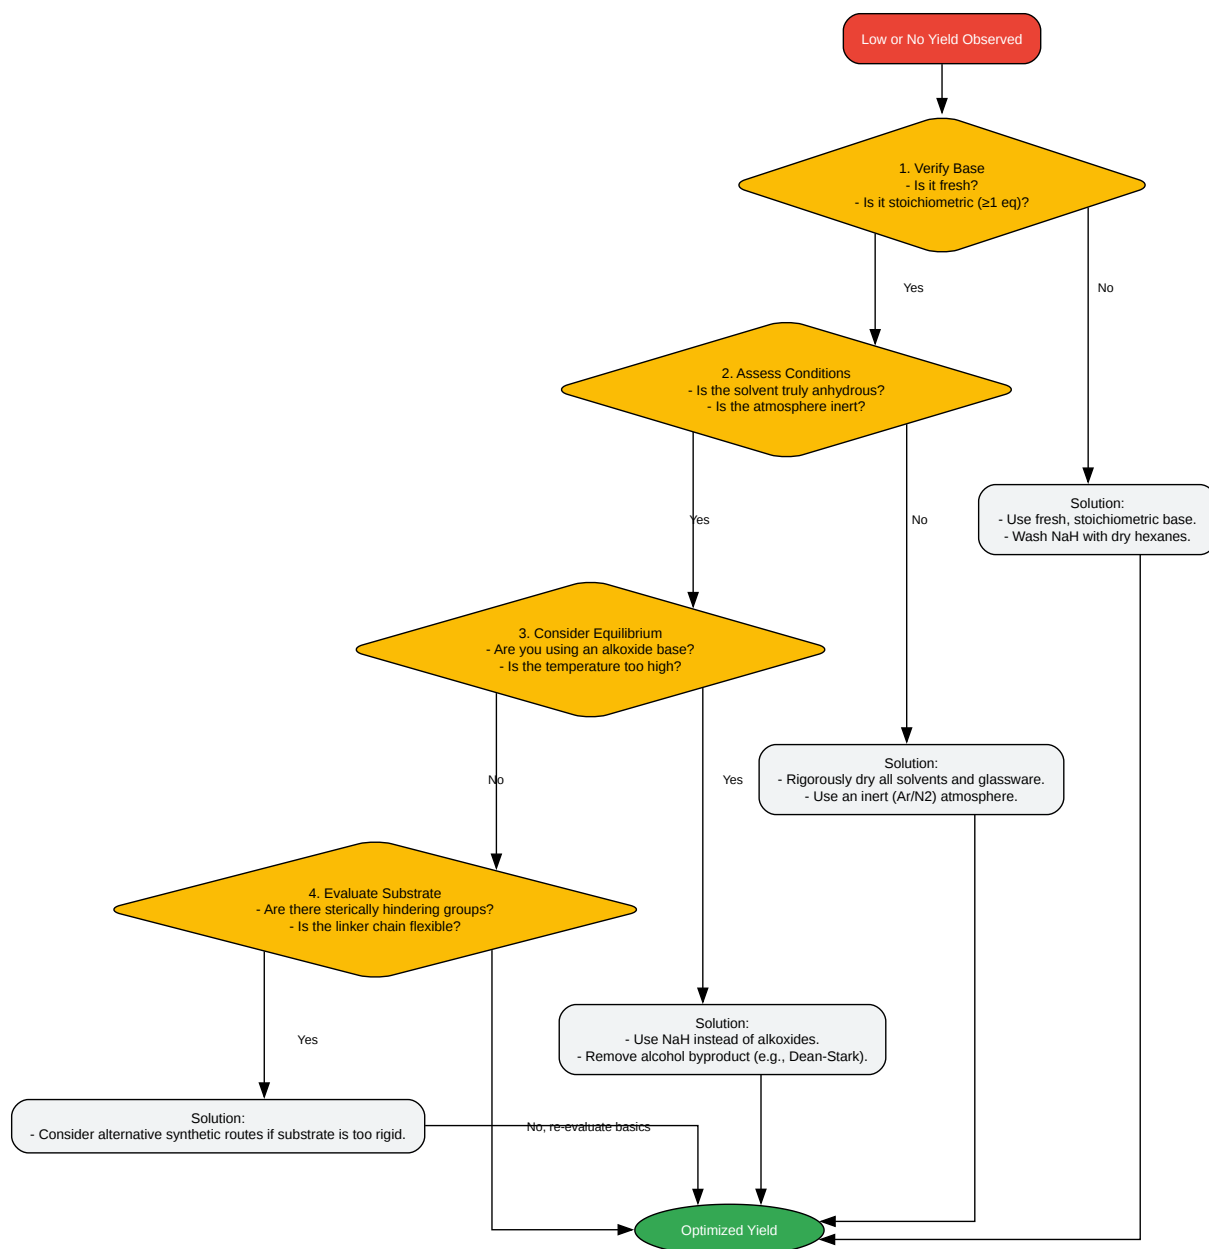 Low or No Yield Observed
1. Verify Base
- Is it fresh?
- Is it stoichiometric (≥1 eq)?
Yes
No
2. Assess Conditions
- Is the solvent truly anhydrous?
- Is the atmosphere inert?
Yes
No
Solution:
- Use fresh, stoichiometric base.
- Wash NaH with dry hexanes.
3. Consider Equilibrium
- Are you using an alkoxide base?
- Is the temperature too high?
No
Yes
Solution:
- Rigorously dry all solvents and glassware.
- Use an inert (Ar/N2) atmosphere.
4. Evaluate Substrate
- Are there sterically hindering groups?
- Is the linker chain flexible?
Yes
Solution:
- Use NaH instead of alkoxides.
- Remove alcohol byproduct (e.g., Dean-Stark).
Solution:
- Consider alternative synthetic routes if substrate is too rigid.
No, re-evaluate basics
Optimized Yield